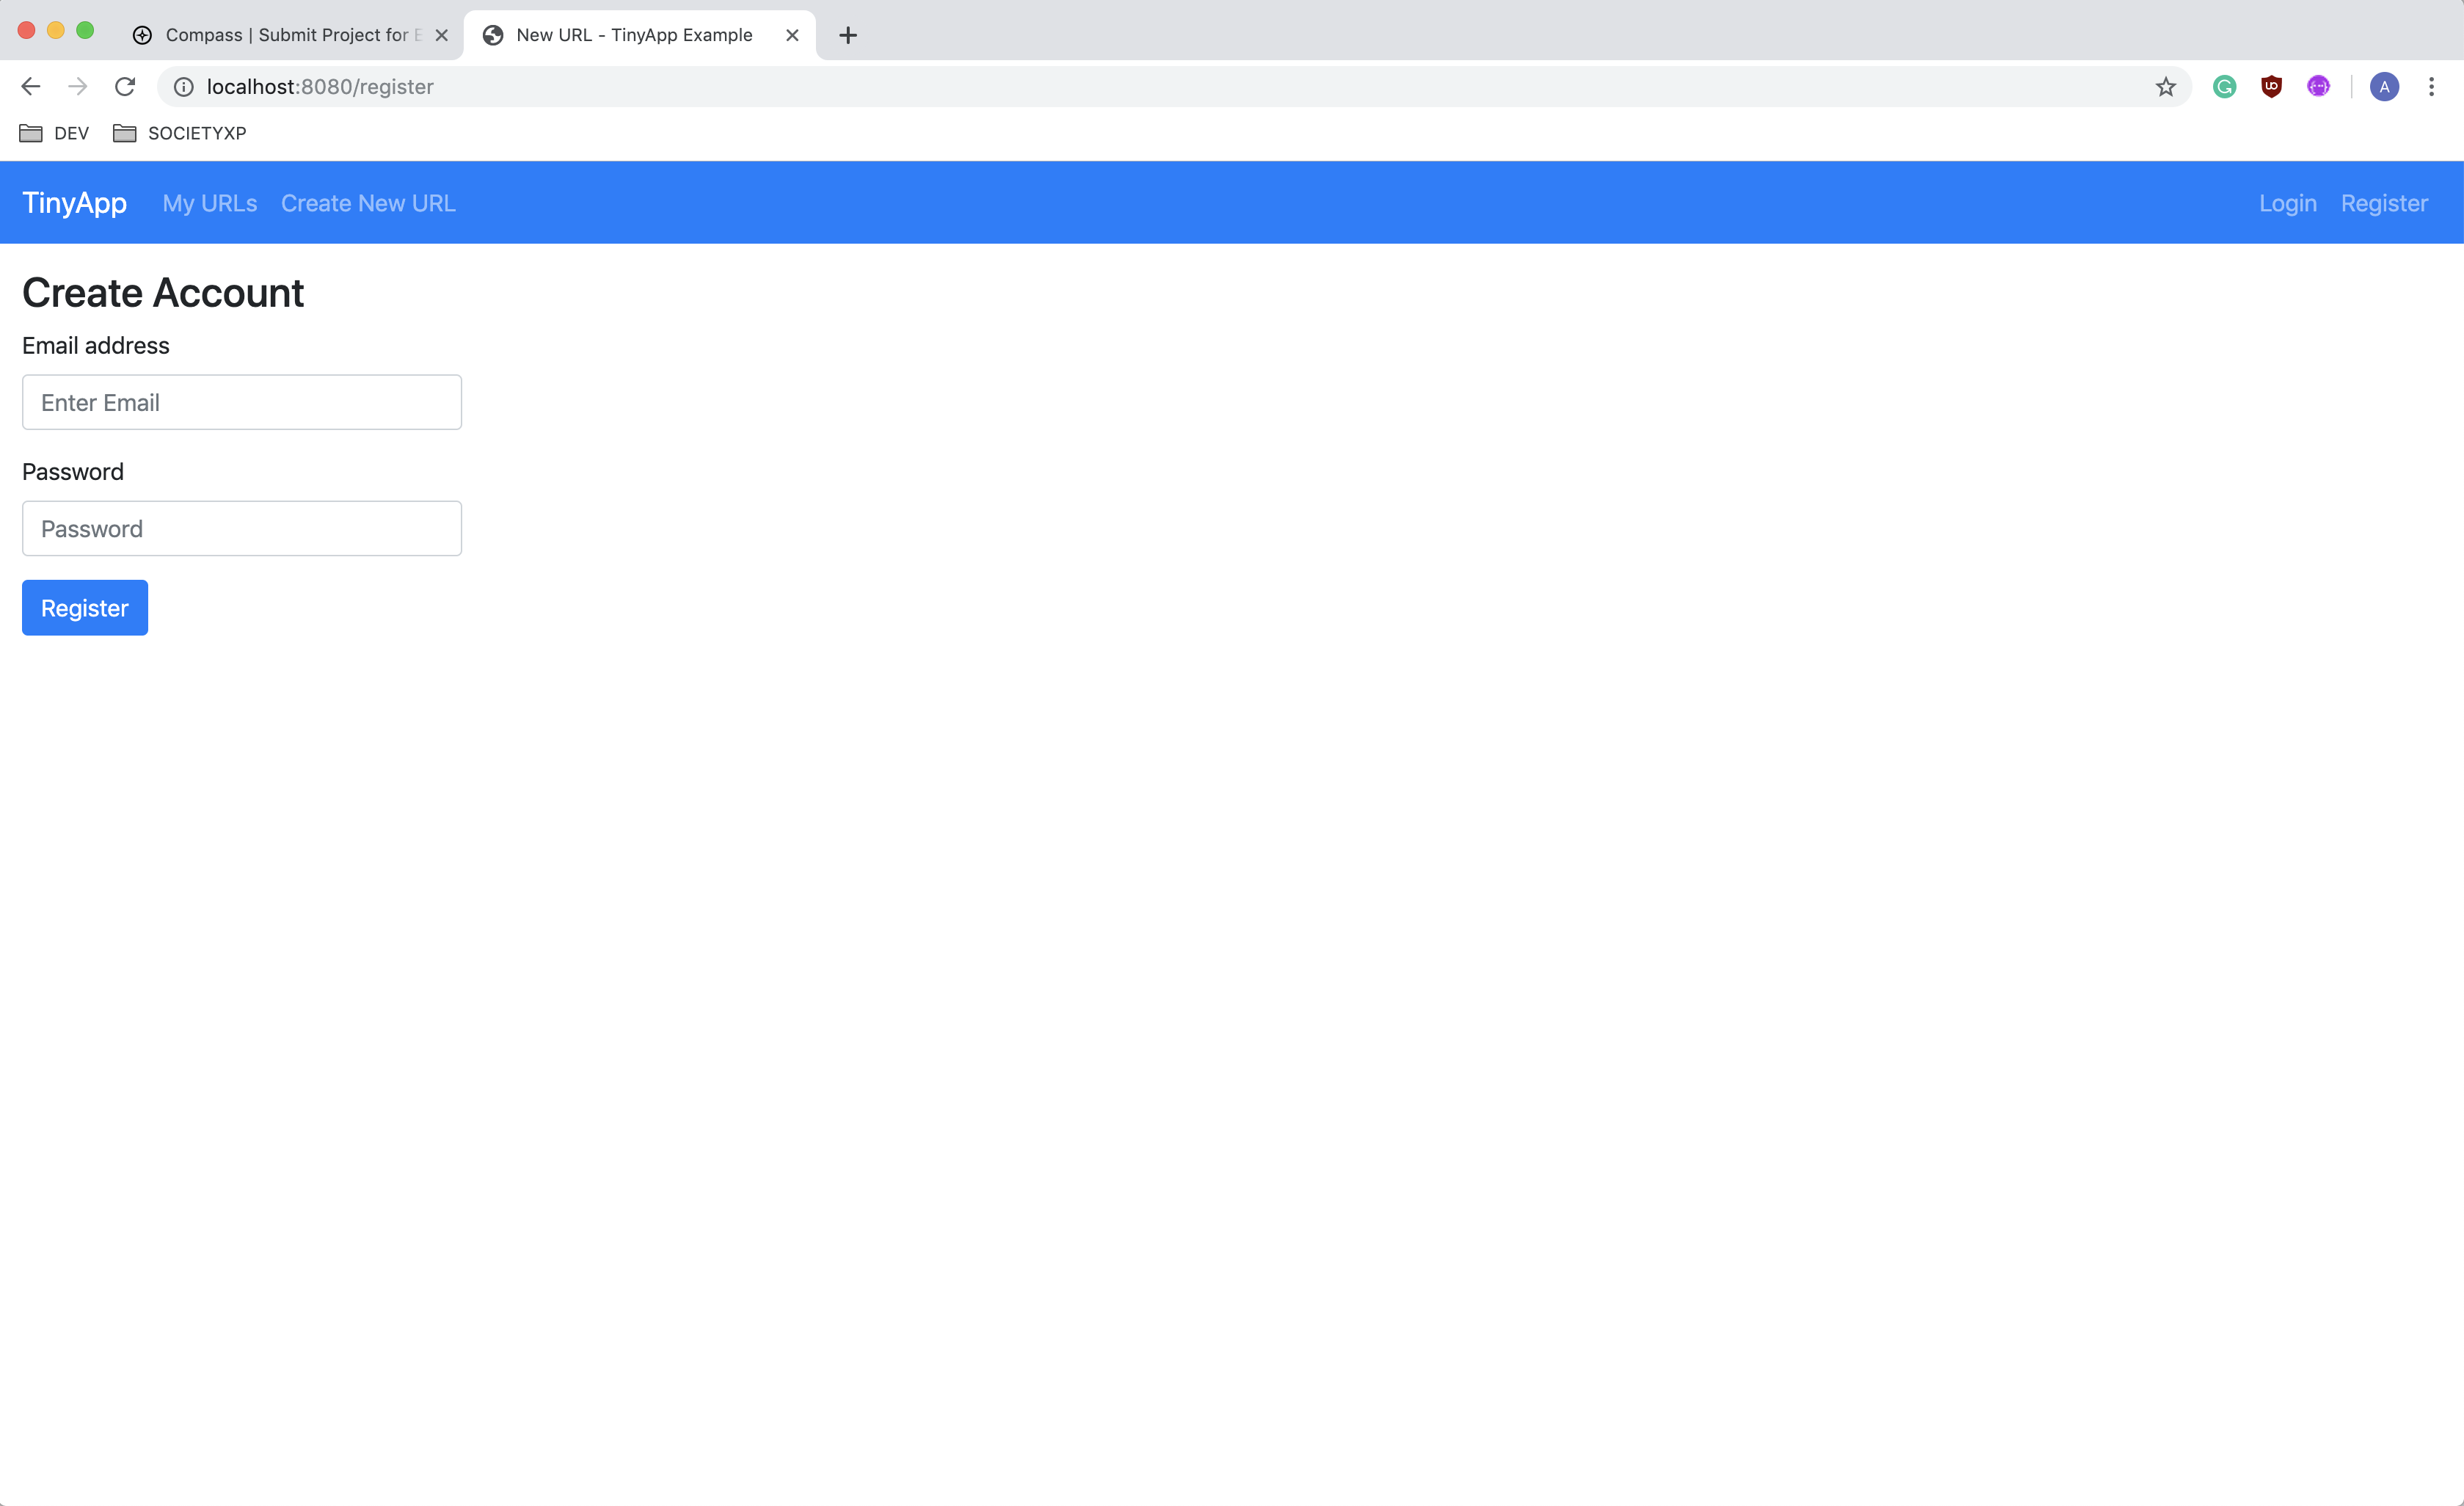 Compass | Submit Project for E
New URL - TinyApp Example
localhost:8080/register
A
DEV SOCIETYXP
TinyApp My URLs Create New URL Login Register
Create Account
Email address
Enter Email
Password
Password
Register